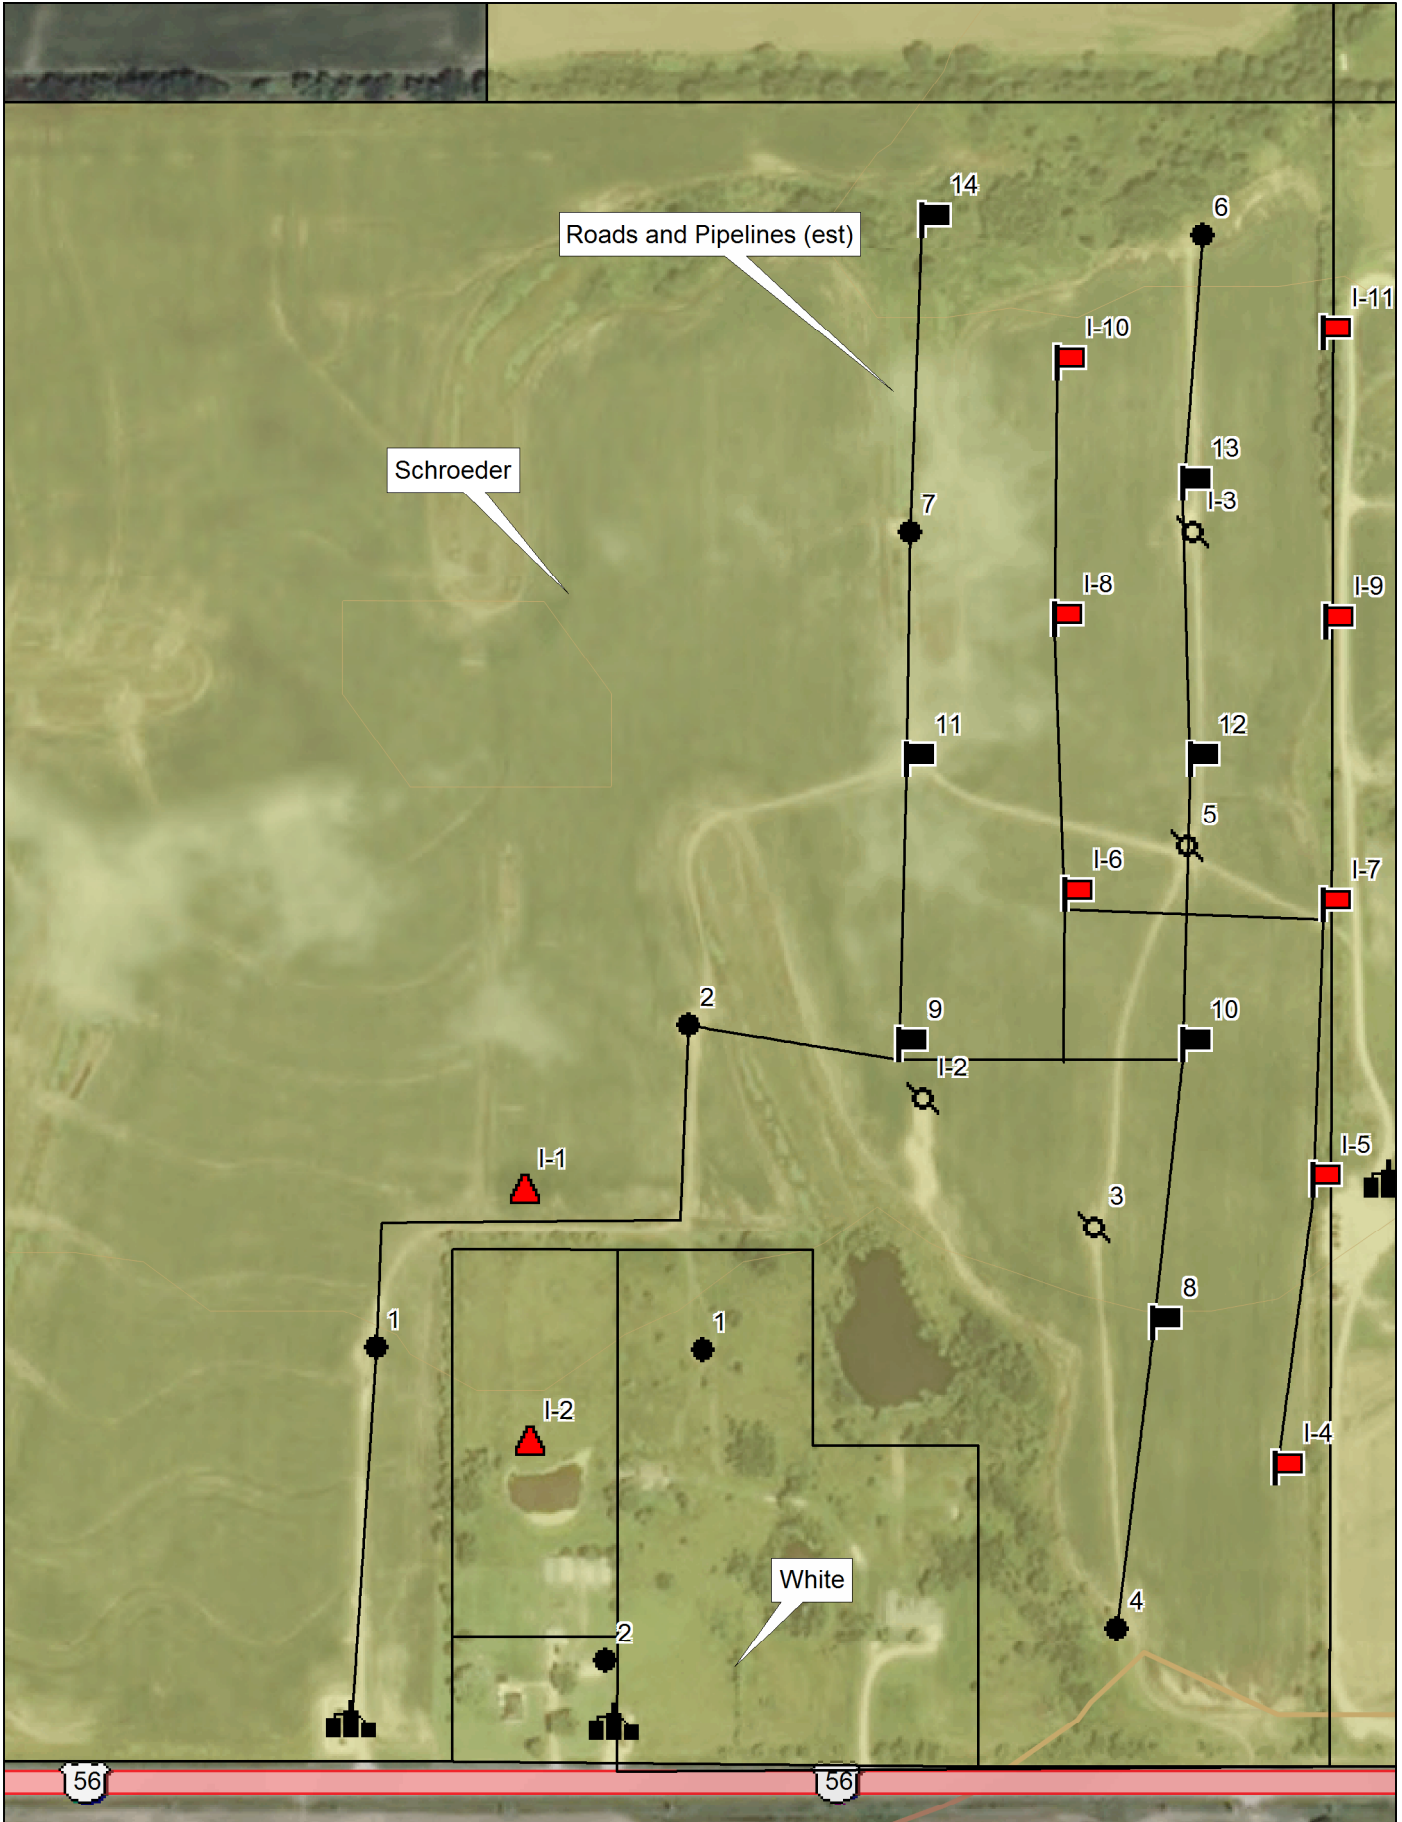 14
6
Roads and Pipelines (est)
I-11
I-10
13
Schroeder
I-3
7
I-8
I-9
11
12
5
I-6
I-7
2
9
10
I-2
I-5
I-1
3
8
1
1
I-2
I-4
White
4
2
56
56